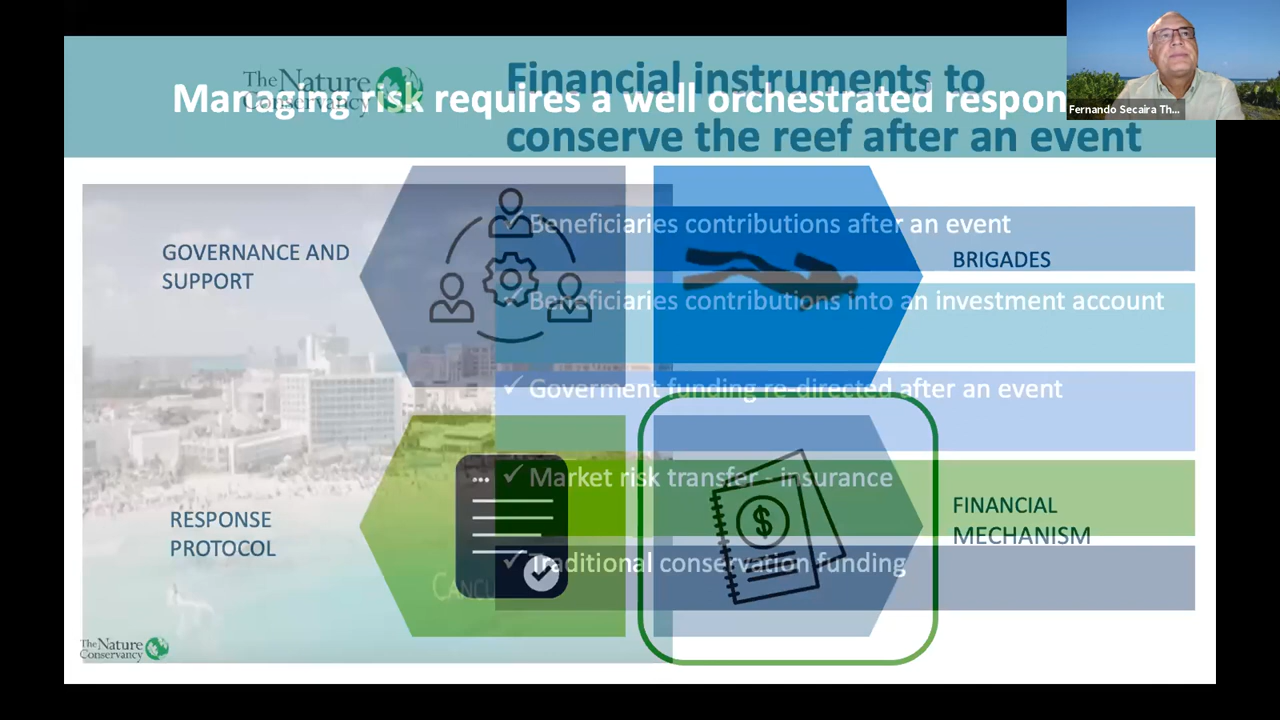 The Nature
Conservancy
Financial instruments to
conserve the reef after an event
Managing risk requires a well orchestrated
Fernando Secaira Th...
GOVERNANCE AND
SUPPORT
BRIGADES
RESPONSE
PROTOCOL
FINANCIAL
MECHANISM
✓ Beneficiaries contributions after an event
✓ Beneficiaries contributions into an investment account
✓ Goverment funding re-directed after an event
✓ Market risk transfer - insurance
✓ Traditional conservation funding
The Nature
Conservancy